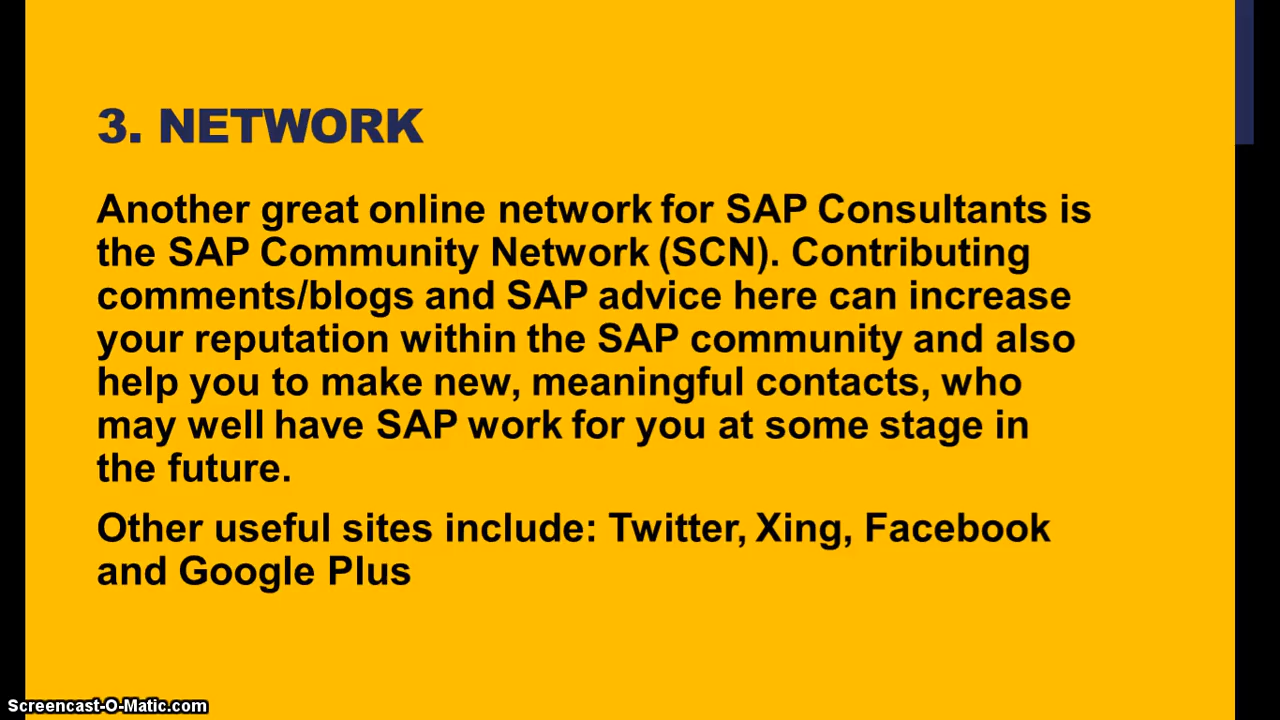 3. NETWORK
Another great online network for SAP Consultants is
the SAP Community Network (SCN). Contributing
comments/blogs and SAP advice here can increase
your reputation within the SAP community and also
help you to make new, meaningful contacts, who
may well have SAP work for you at some stage in
the future.
Other useful sites include: Twitter, Xing, Facebook
and Google Plus
Screencast-O-Matic.com